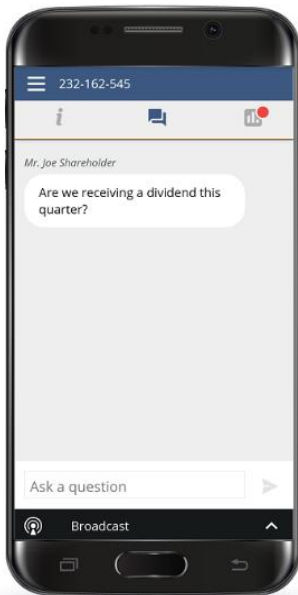 232-162-545
i
Mr. Joe Shareholder
Are we receiving a dividend this
quarter?
Ask a question
Broadcast